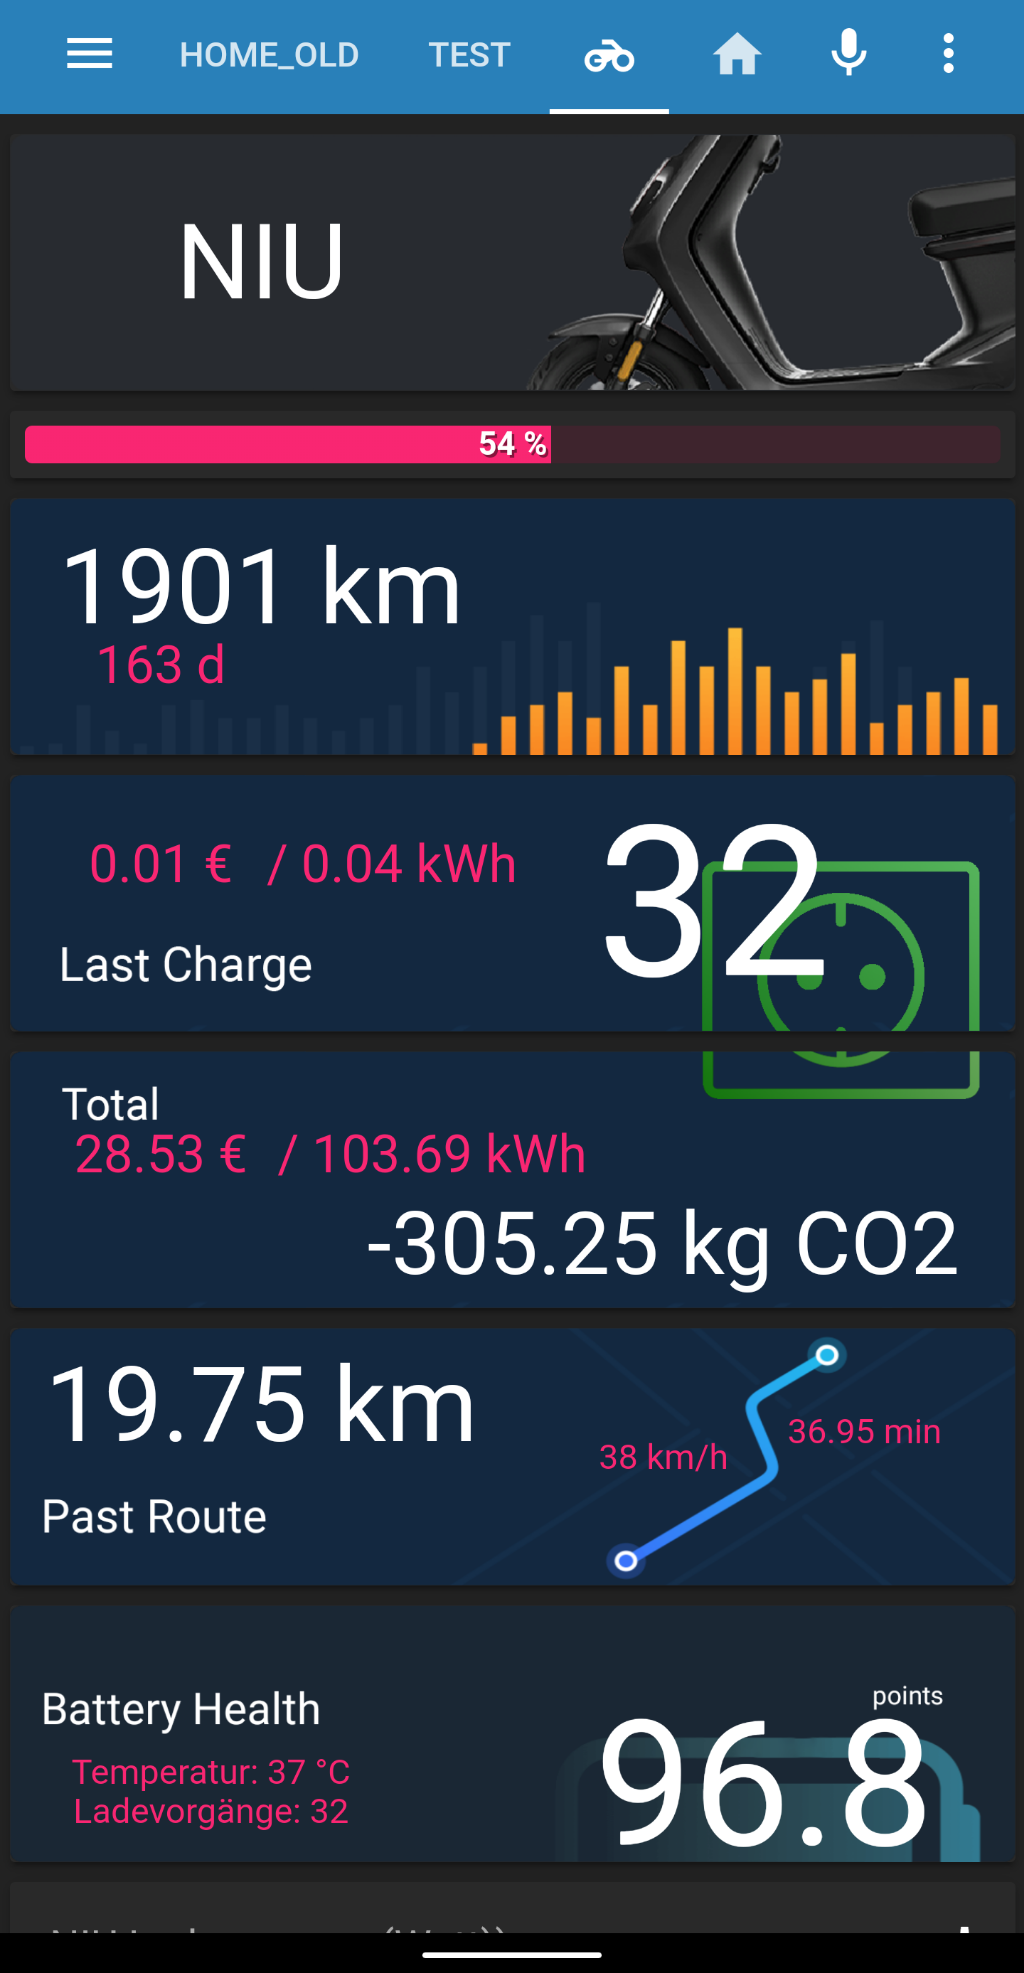 HOME_OLD TEST
NIU
54 %
1901 km
163 d
0.01 € / 0.04 kWh
32
Last Charge
Total
28.53 € / 103.69 kWh
-305.25 kg CO2
19.75 km
36.95 min
38 km/h
Past Route
points
Battery Health
96.8
Temperatur: 37 °C
Ladevorgänge: 32